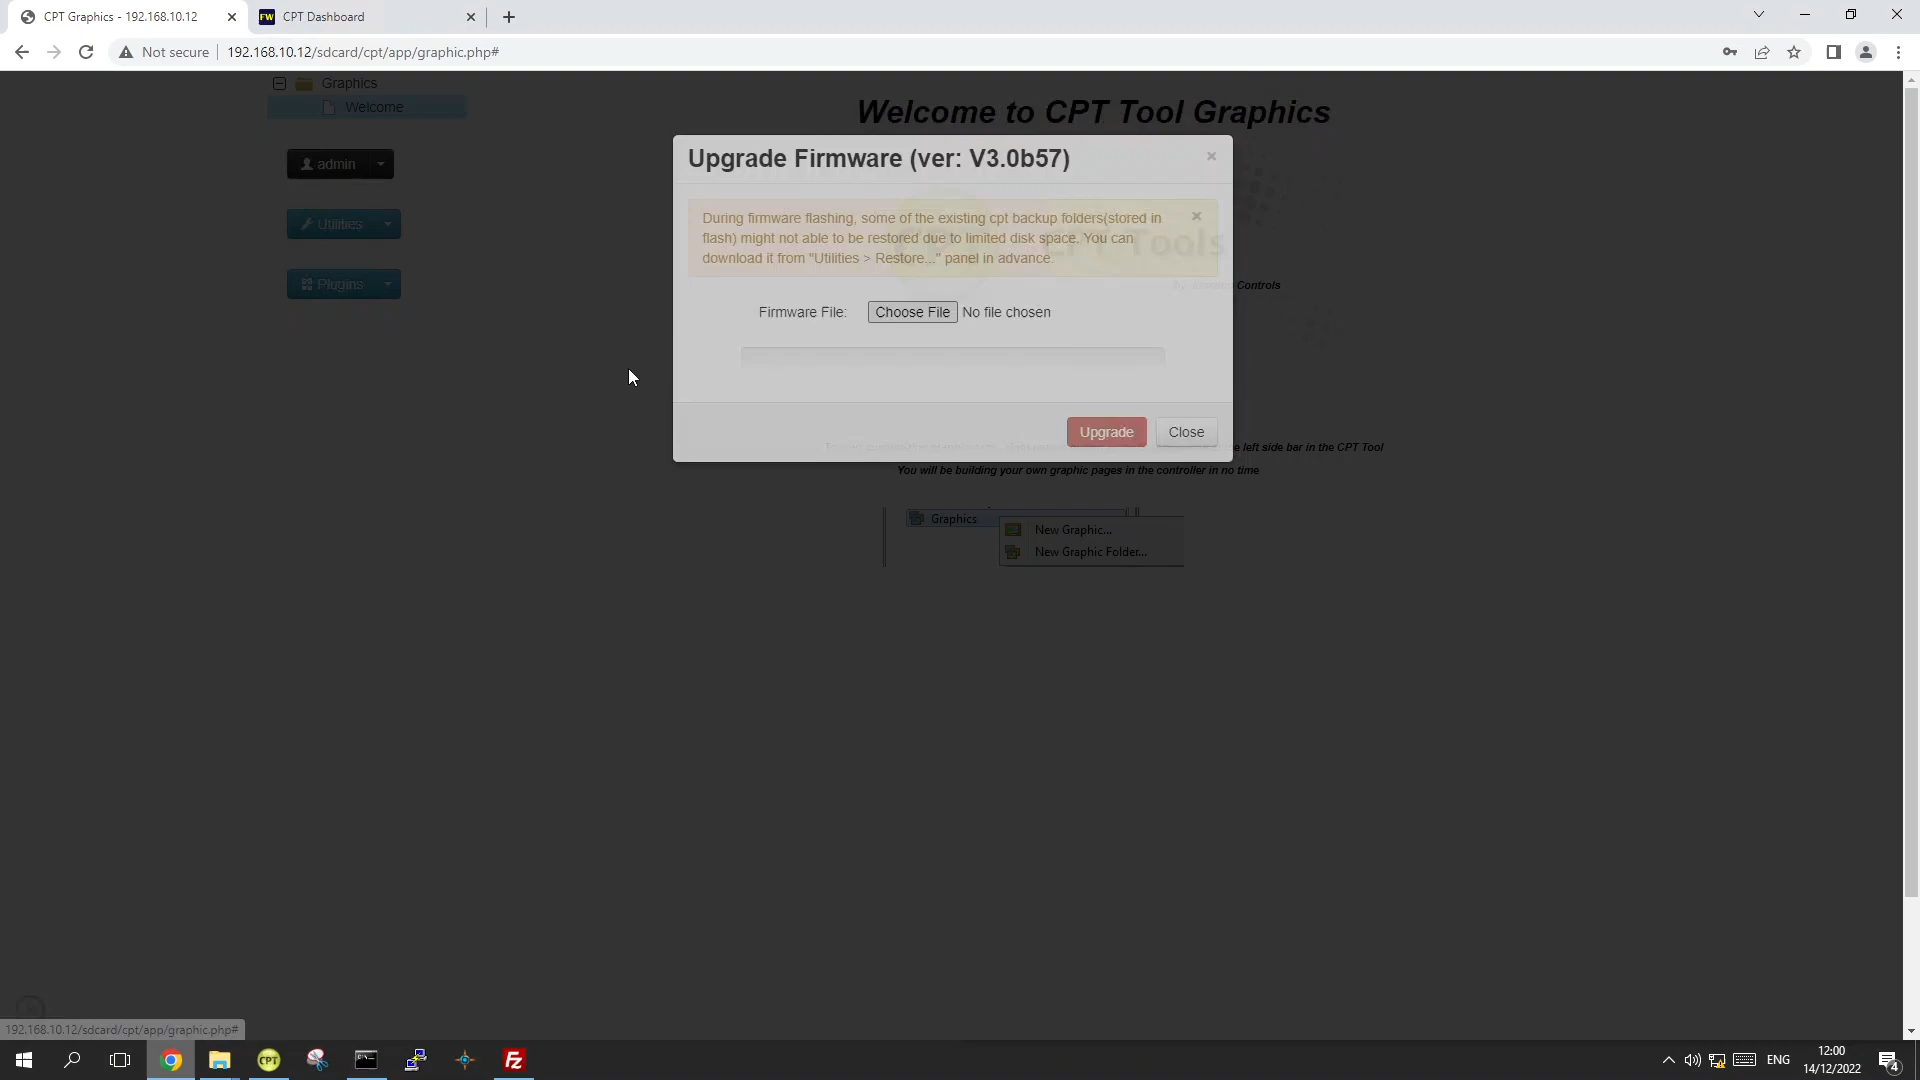 CPT Graphics - 192.168.10.12
FW CPT Dashboard
Not secure
192.168.10.12/sdcard/cpt/app/graphic.php#
Graphics
Welcome
admin
Utilities
Plugins
Welcome to CPT Tool Graphics
Upgrade Firmware (ver: V3.0b57)
During firmware flashing, some of the existing cpt backup folders(stored in
flash) might not able to be restored due to limited disk space. You can
download it from "Utilities > Restore..." panel in advance.
CPT Tools
Controls
Firmware File:
Choose File
No file chosen
Upgrade
Close
left side bar in the CPT Tool
You will be building your own graphic pages in the controller in no time
Graphics
New Graphic...
New Graphic Folder...
192.168.10.12/sdcard/cpt/app/graphic.php#
CPT
ENG
12:00
14/12/2022
4